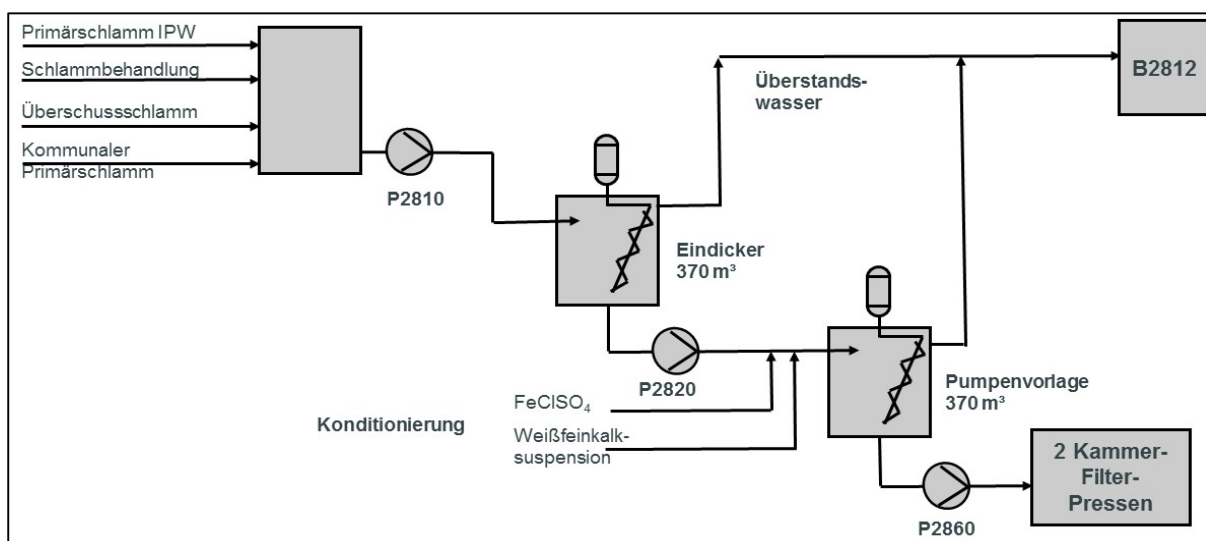 Primärschlamm IPW
Schlammbehandlung
Überschussschlamm
Kommunaler
Primärschlamm
P2810
Überstands-
wasser
B2812
Eindicker
370 m³
P2820
FeClSO₄
Konditionierung
Weißfeinkalk-
suspension
Pumpenvorlage
370 m³
P2860
2 Kammer-
Filter-
Pressen